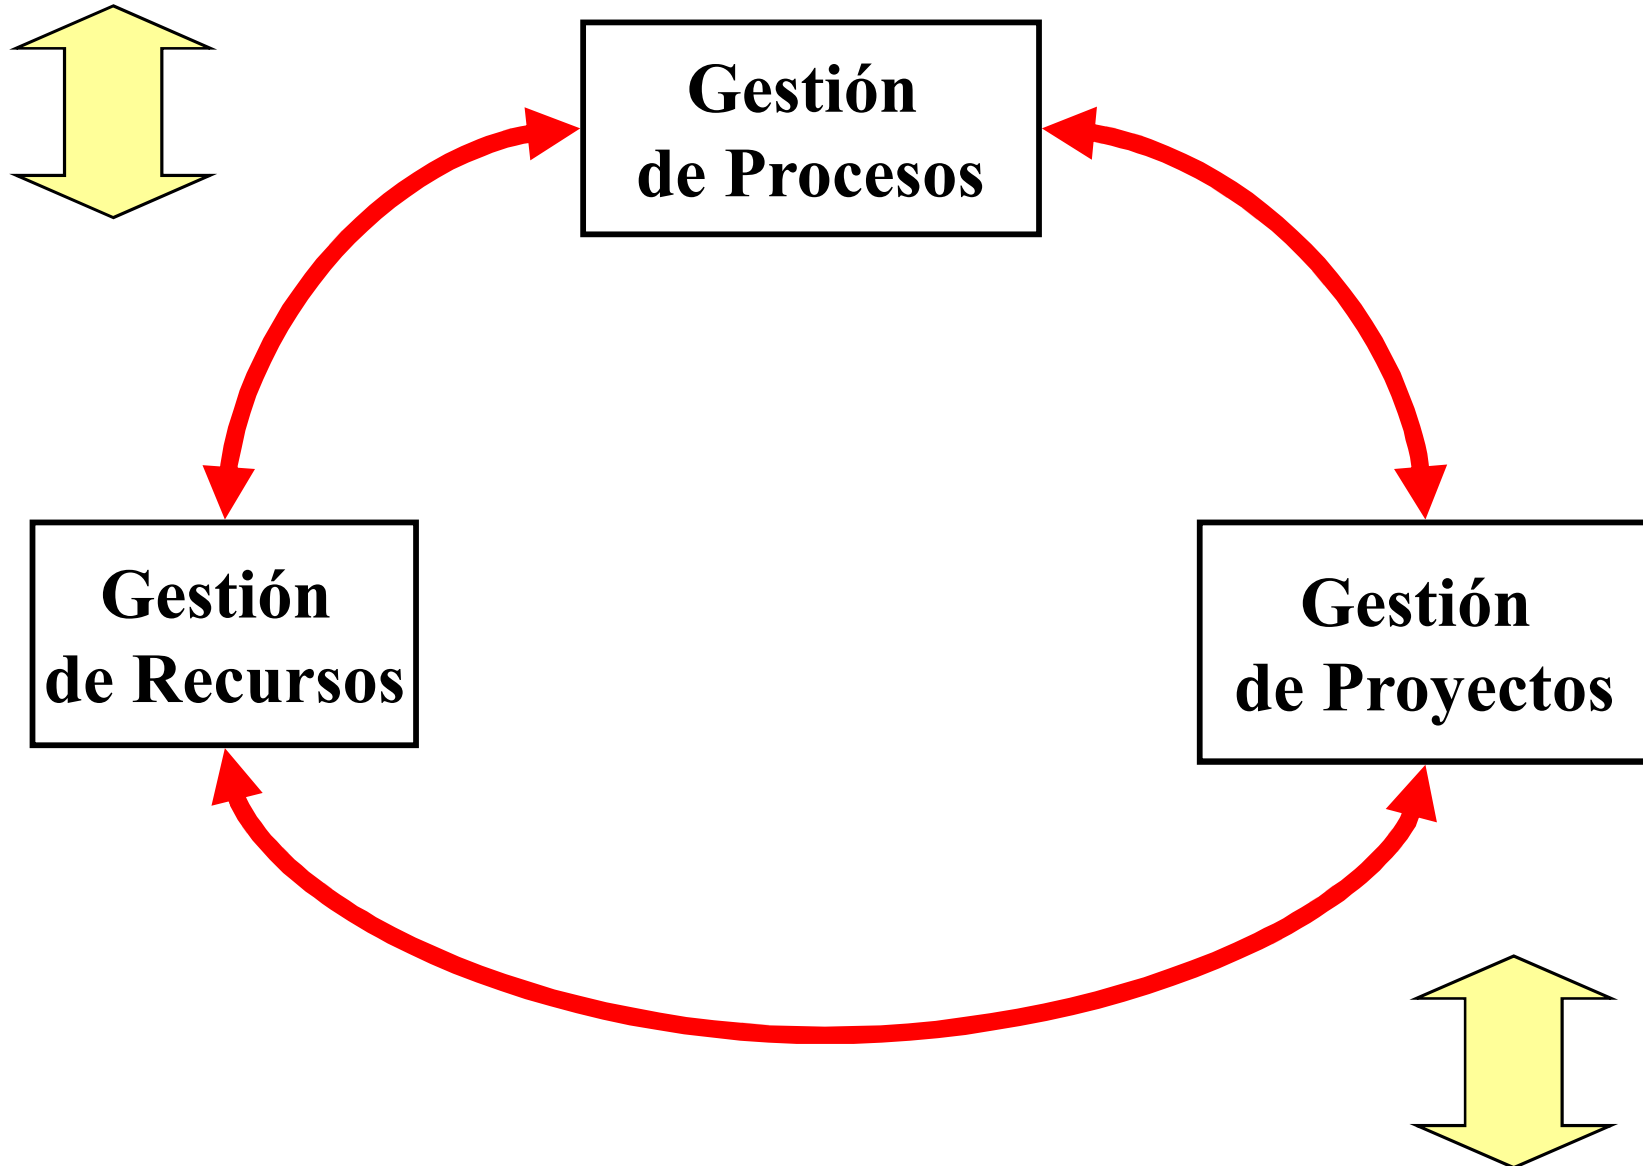 Gestión
de Procesos
Gestión
de Recursos
Gestión
de Proyectos